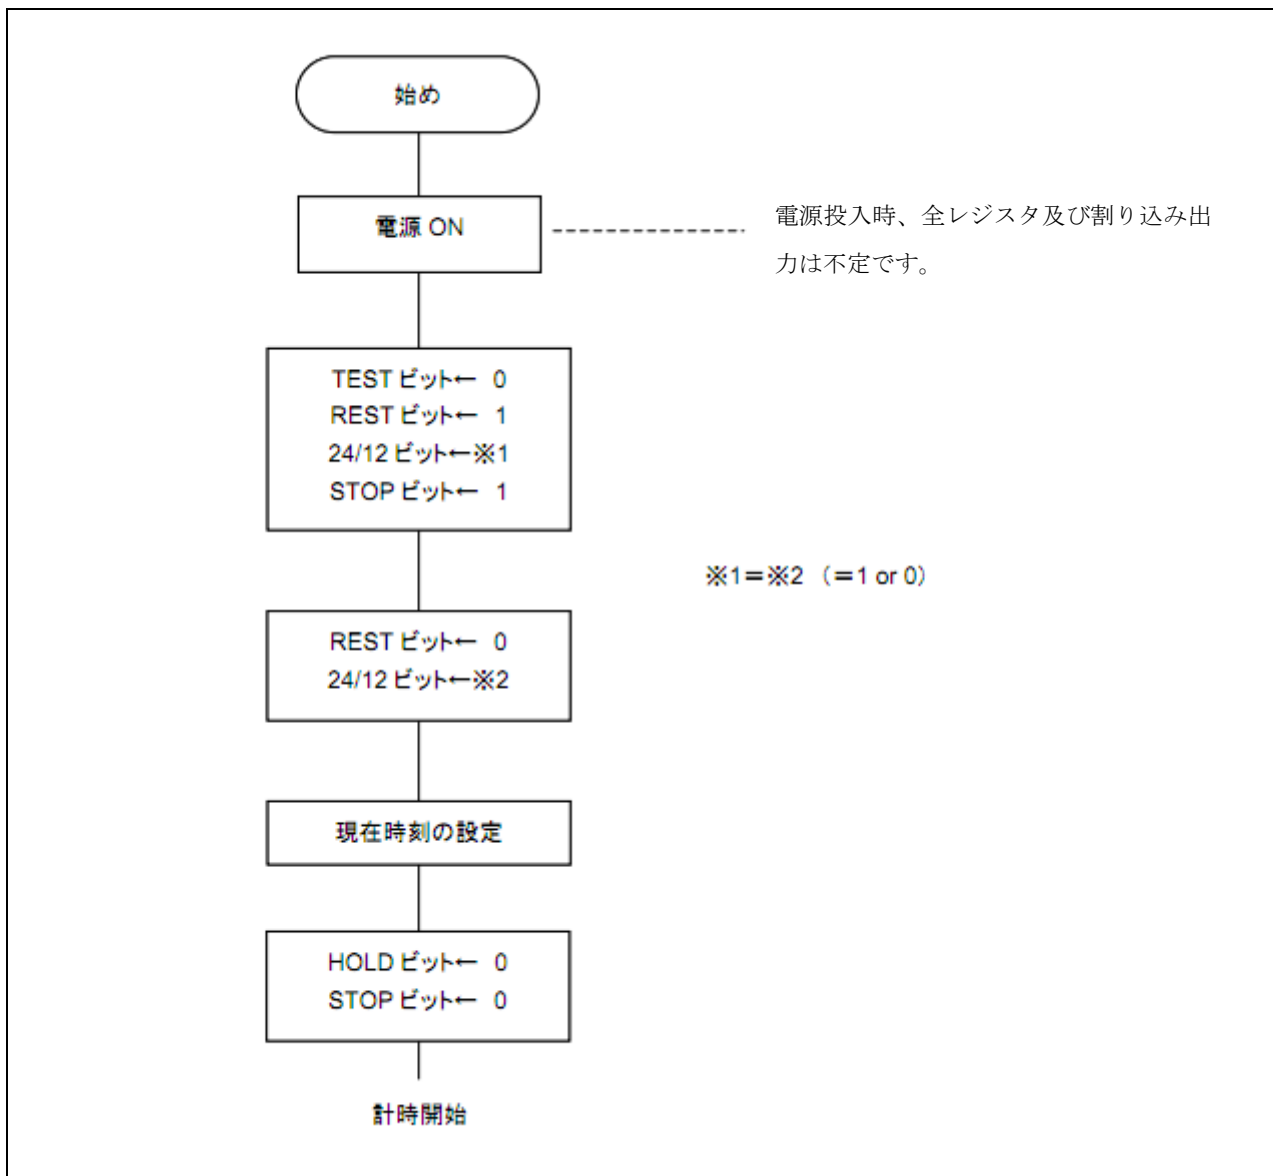 始め
電源 ON
電源投入時、全レジスタ及び割り込み出
力は不定です。
TEST ビット← 0
REST ビット← 1
24/12 ビット←※1
STOP ビット← 1
※1=※2 （=1 or 0）
REST ビット← 0
24/12 ビット←※2
現在時刻の設定
HOLD ビット← 0
STOP ビット← 0
計時開始